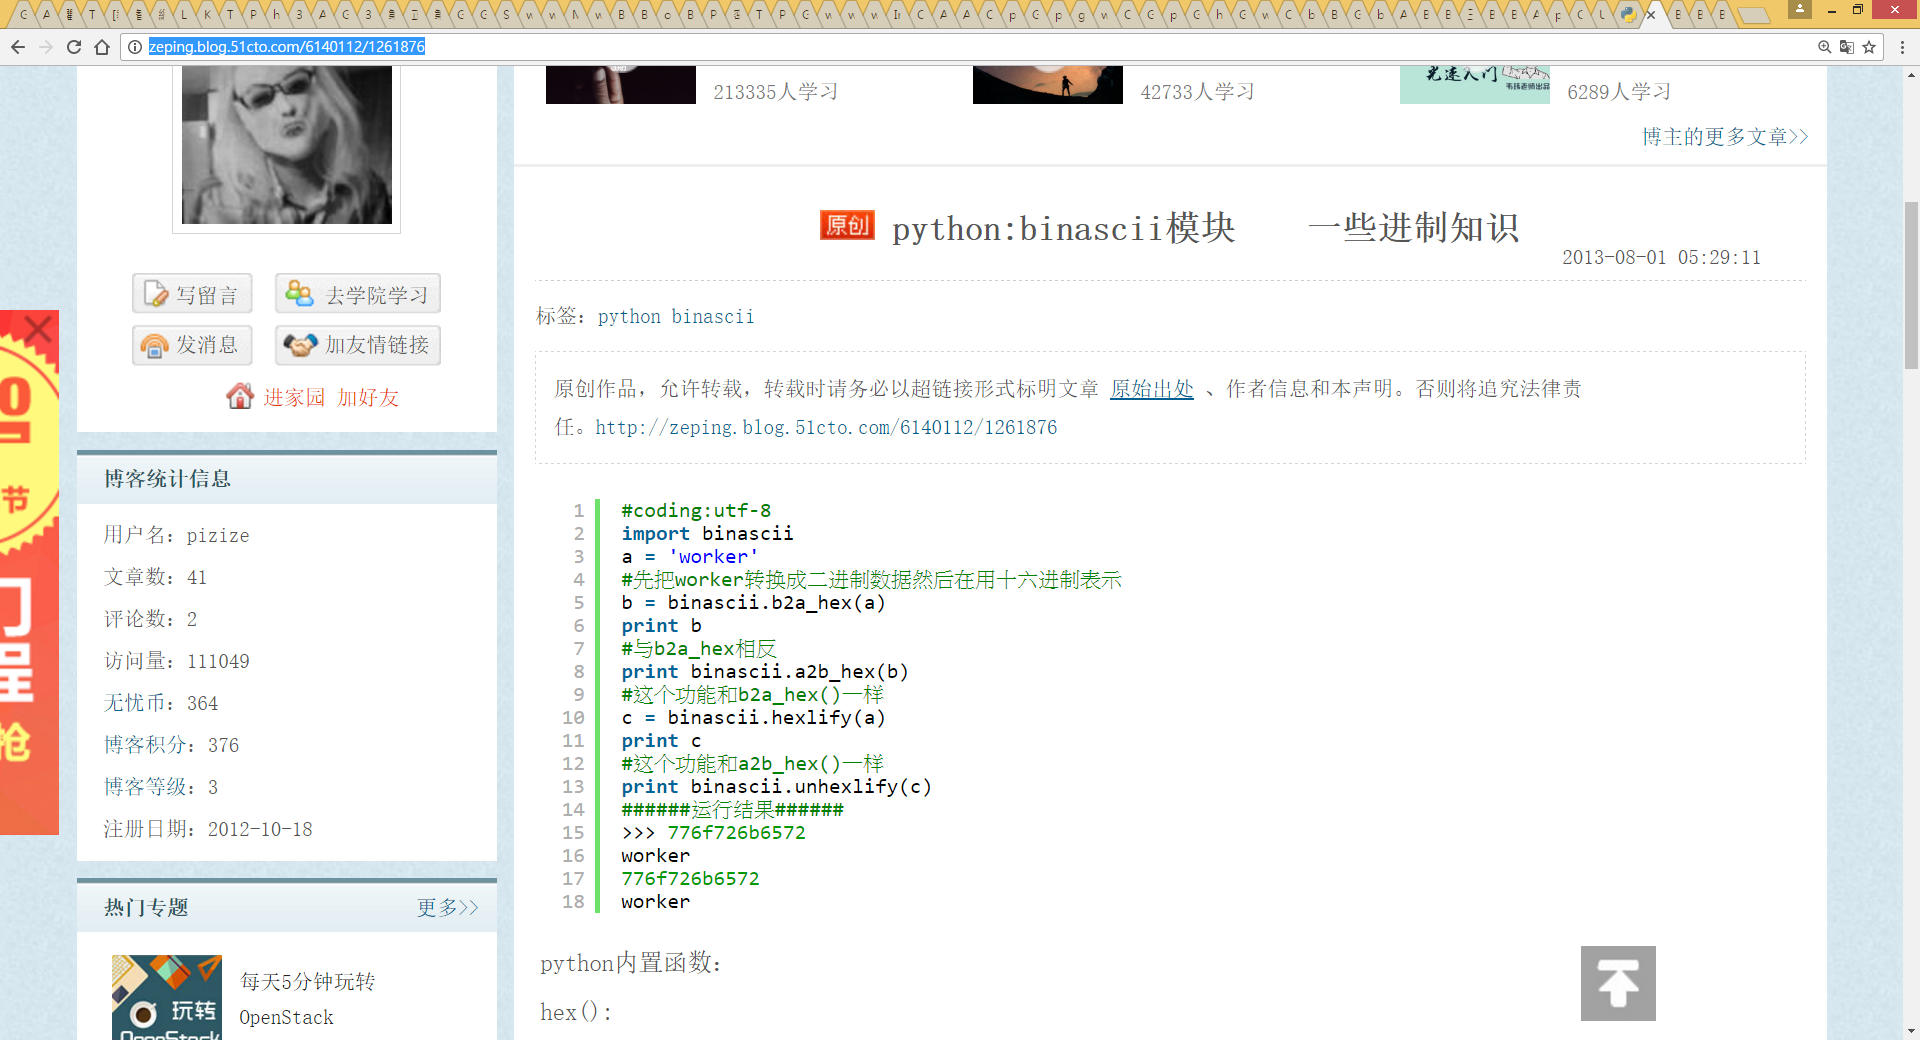 zeping.blog.51cto.com/6140112/1261876
213335人学习
42733人学习
6289人学习
博主的更多文章>>
原创 python:binascii模块 一些进制知识
2013-08-01 05:29:11
标签：python binascii
原创作品，允许转载，转载时请务必以超链接形式标明文章 原始出处 、作者信息和本声明。否则将追究法律责
任。http://zeping.blog.51cto.com/6140112/1261876
1 #coding:utf-8
2 import binascii
3 a = 'worker'
4 #先把worker转换成二进制数据然后在用十六进制表示
5 b = binascii.b2a_hex(a)
6 print b
7 #与b2a_hex相反
8 print binascii.a2b_hex(b)
9 #这个功能和b2a_hex()一样
10 c = binascii.hexlify(a)
11 print c
12 #这个功能和a2b_hex()一样
13 print binascii.unhexlify(c)
14 ######运行结果######
15 >>> 776f726b6572
16 worker
17 776f726b6572
18 worker
python内置函数：
hex()：
写留言
去学院学习
发消息
加友情链接
进家园 加好友
博客统计信息
用户名：pizize
文章数：41
评论数：2
访问量：111049
无忧币：364
博客积分：376
博客等级：3
注册日期：2012-10-18
热门专题 更多>>
玩转
OpenStack
每天5分钟玩转
OpenStack
节
门
程
抢